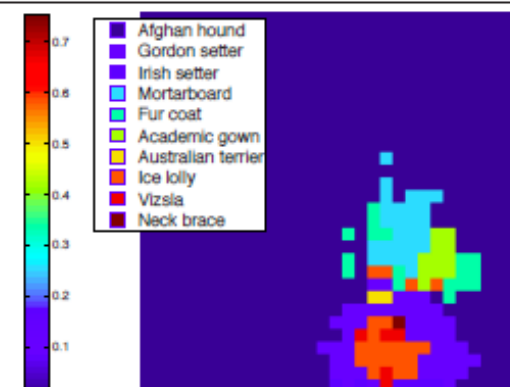 0.7
0.6
0.5
0.4
0.3
0.2
0.1
Afghan hound
Gordon setter
Irish setter
Mortarboard
Fur coat
Academic gown
Australian terrier
Ice lolly
Vizsla
Neck brace